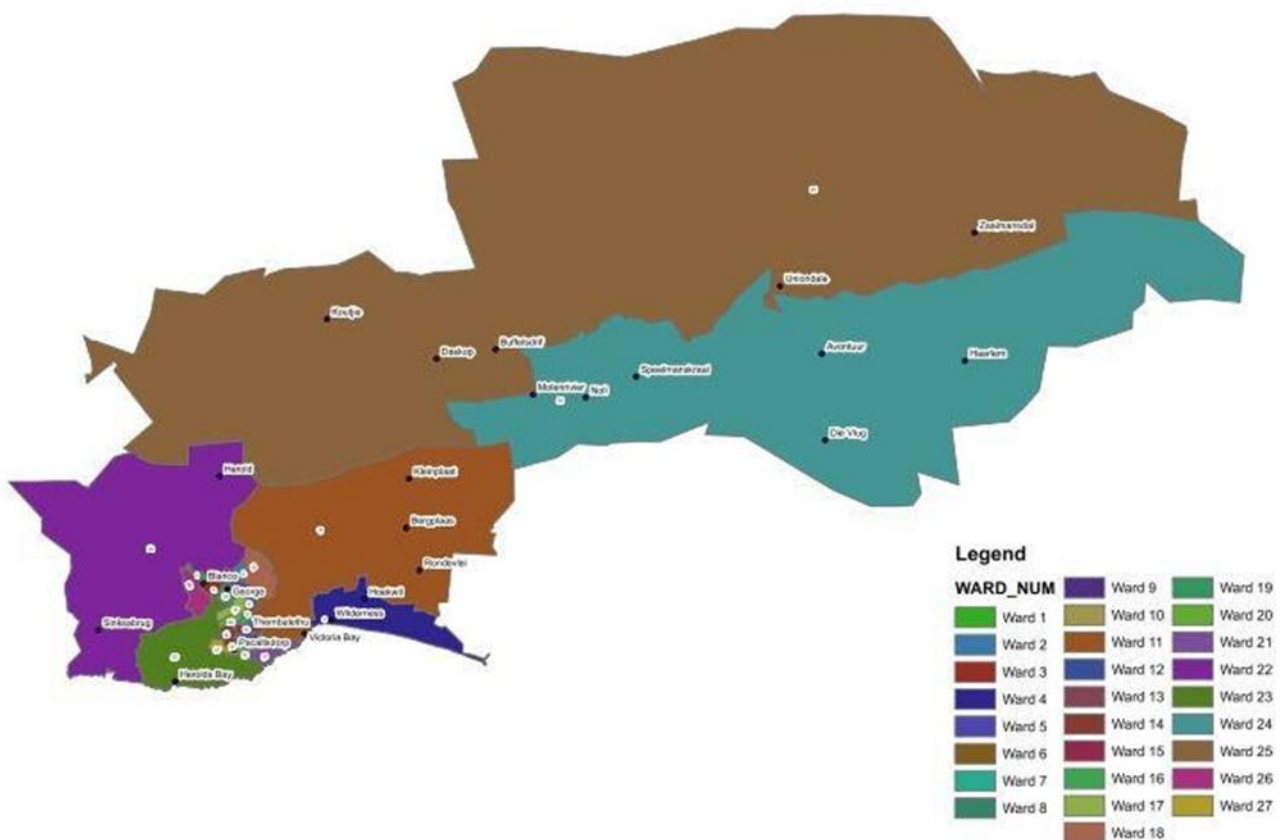 Zaaimansdal
Uniondale
Koutjie
Buffelsdrif
Daskop
Avontuur
Haarlem
Speelmanskraal
Molenrivier
Noll
Die Vlug
Herold
Kleinplaat
Bergplaas
Rondevlei
Blanco
George
Hoekwil
Wilderness
Thembalethu
Sinksabrug
Victoria Bay
Pacaltsdorp
Herolds Bay
Legend
WARD_NUM
Ward 1
Ward 2
Ward 3
Ward 4
Ward 5
Ward 6
Ward 7
Ward 8
Ward 9
Ward 10
Ward 11
Ward 12
Ward 13
Ward 14
Ward 15
Ward 16
Ward 17
Ward 18
Ward 19
Ward 20
Ward 21
Ward 22
Ward 23
Ward 24
Ward 25
Ward 26
Ward 27